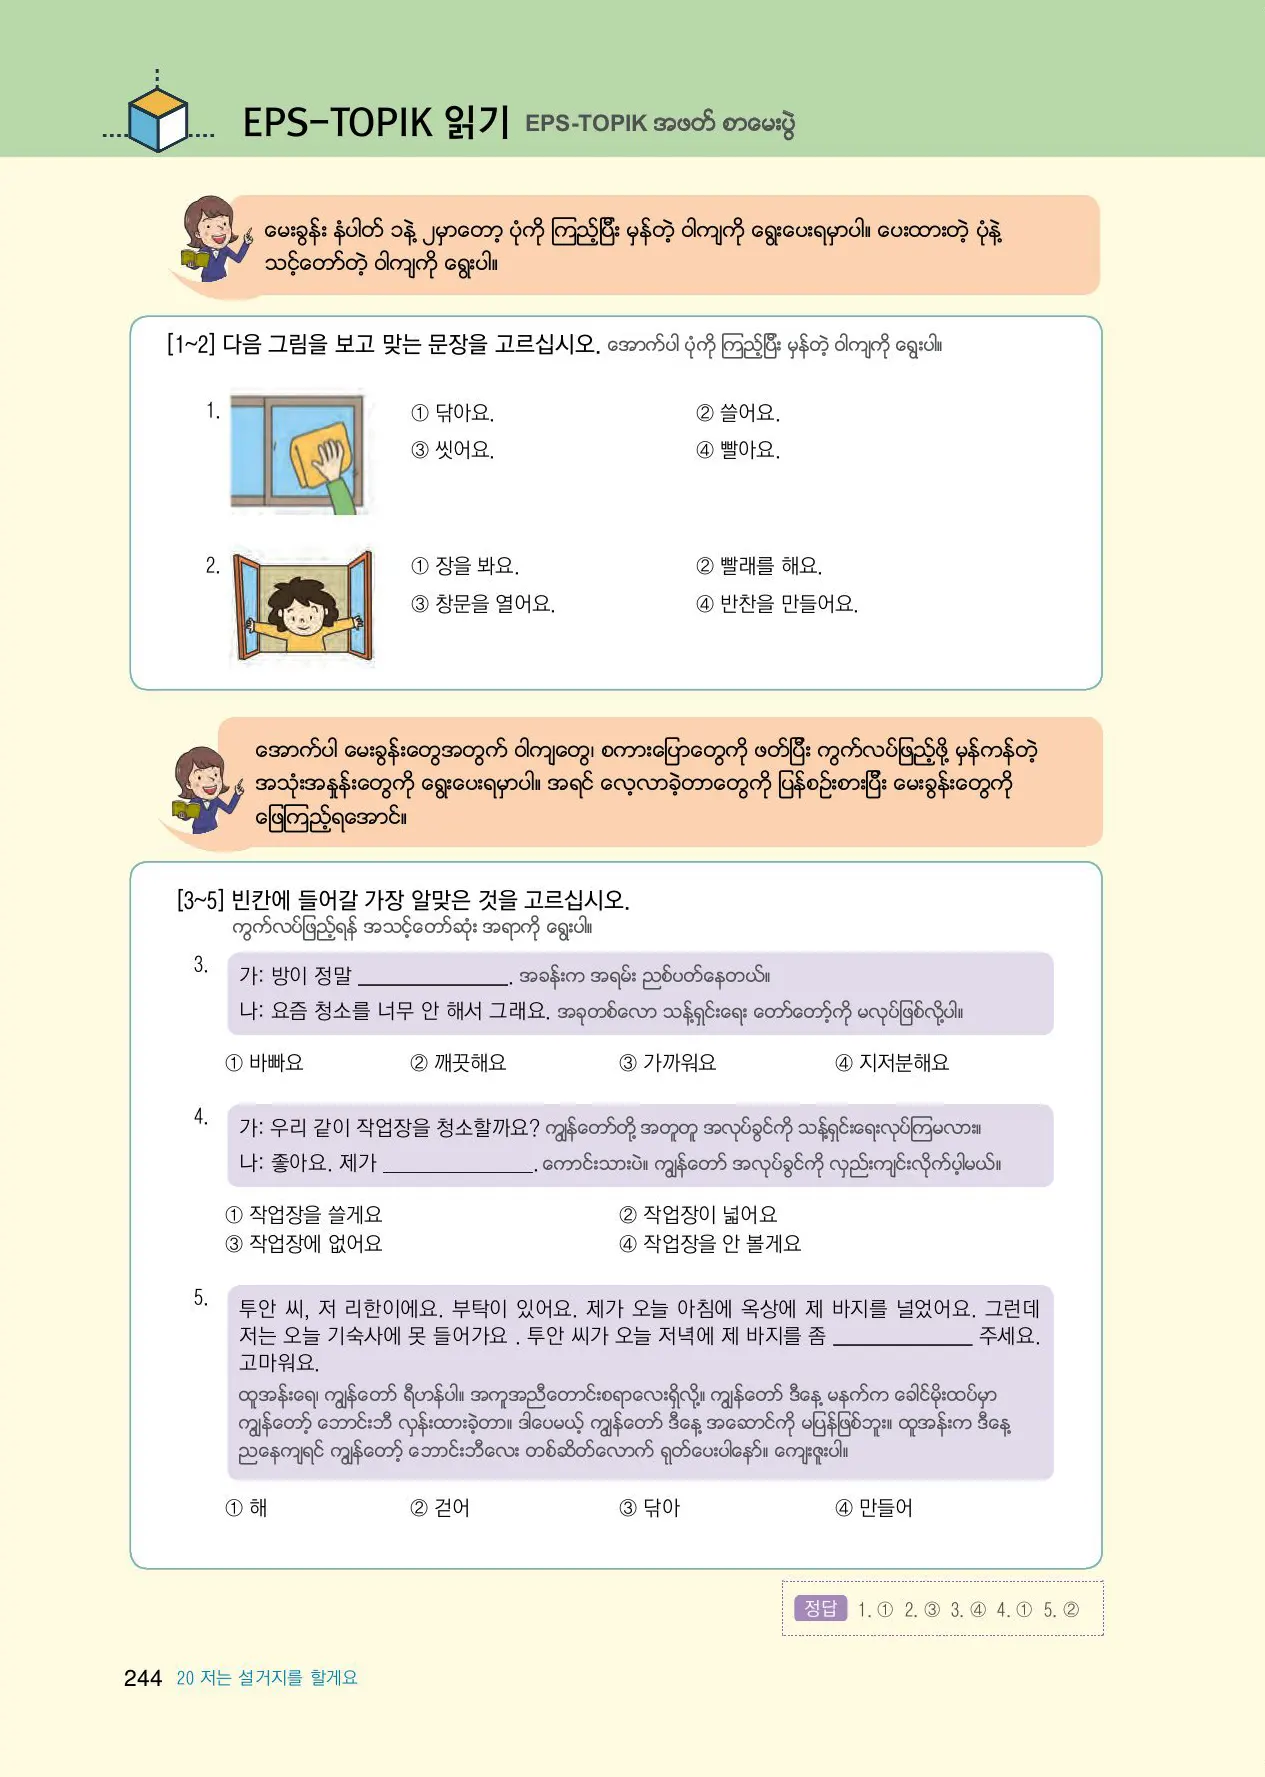 EPS-TOPIK 읽기 EPS-TOPIK အဖတ် စာမေးပွဲ
မေးခွန်း နံပါတ် ၁နဲ့ ၂မှာတော့ ပုံကို ကြည့်ပြီး မှန်တဲ့ ဝါကျကို ရွေးပေးရမှာပါ။ ပေးထားတဲ့ ပုံနဲ့
သင့်တော်တဲ့ ဝါကျကို ရွေးပါ။
[1~2] 다음 그림을 보고 맞는 문장을 고르십시오. အောက်ပါ ပုံကို ကြည့်ပြီး မှန်တဲ့ ဝါကျကို ရွေးပါ။
1. ① 닦아요. ② 쓸어요.
③ 씻어요. ④ 빨아요.
2. ① 장을 봐요. ② 빨래를 해요.
③ 창문을 열어요. ④ 반찬을 만들어요.
အောက်ပါ မေးခွန်းတွေအတွက် ဝါကျတွေ၊ စကားပြောတွေကို ဖတ်ပြီး ကွက်လပ်ဖြည့်ဖို့ မှန်ကန်တဲ့
အသုံးအနှုန်းတွေကို ရွေးပေးရမှာပါ။ အရင် လေ့လာခဲ့တာတွေကို ပြန်စဉ်းစားပြီး မေးခွန်းတွေကို
ဖြေကြည့်ရအောင်။
[3~5] 빈칸에 들어갈 가장 알맞은 것을 고르십시오.
ကွက်လပ်ဖြည့်ရန် အသင့်တော်ဆုံး အရာကို ရွေးပါ။
3. 가: 방이 정말 ______________. အခန်းက အရမ်း ညစ်ပတ်နေတယ်။
나: 요즘 청소를 너무 안 해서 그래요. အခုတစ်လော သန့်ရှင်းရေး တော်တော့်ကို မလုပ်ဖြစ်လို့ပါ။
① 바빠요 ② 깨끗해요 ③ 가까워요 ④ 지저분해요
4. 가: 우리 같이 작업장을 청소할까요? ကျွန်တော်တို့ အတူတူ အလုပ်ခွင်ကို သန့်ရှင်းရေးလုပ်ကြမလား။
나: 좋아요. 제가 ______________. ကောင်းသားပဲ။ ကျွန်တော် အလုပ်ခွင်ကို လှည်းကျင်းလိုက်ပါ့မယ်။
① 작업장을 쓸게요 ② 작업장이 넓어요
③ 작업장에 없어요 ④ 작업장을 안 볼게요
5. 투안 씨, 저 리한이에요. 부탁이 있어요. 제가 오늘 아침에 옥상에 제 바지를 널었어요. 그런데
저는 오늘 기숙사에 못 들어가요 . 투안 씨가 오늘 저녁에 제 바지를 좀 _____________ 주세요.
고마워요.
ထူအန်းရေ၊ ကျွန်တော် ရီဟန်ပါ။ အကူအညီတောင်းစရာလေးရှိလို့။ ကျွန်တော် ဒီနေ့ မနက်က ခေါင်မိုးထပ်မှာ
ကျွန်တော့် ဘောင်းဘီ လှန်းထားခဲ့တာ။ ဒါပေမယ့် ကျွန်တော် ဒီနေ့ အဆောင်ကို မပြန်ဖြစ်ဘူး။ ထူအန်းက ဒီနေ့
ညနေကျရင် ကျွန်တော့် ဘောင်းဘီလေး တစ်ဆိတ်လောက် ရုတ်ပေးပါနော်။ ကျေးဇူးပါ။
① 해 ② 걷어 ③ 닦아 ④ 만들어
정답 1. ① 2. ③ 3. ④ 4. ① 5. ②
244 20 저는 설거지를 할게요